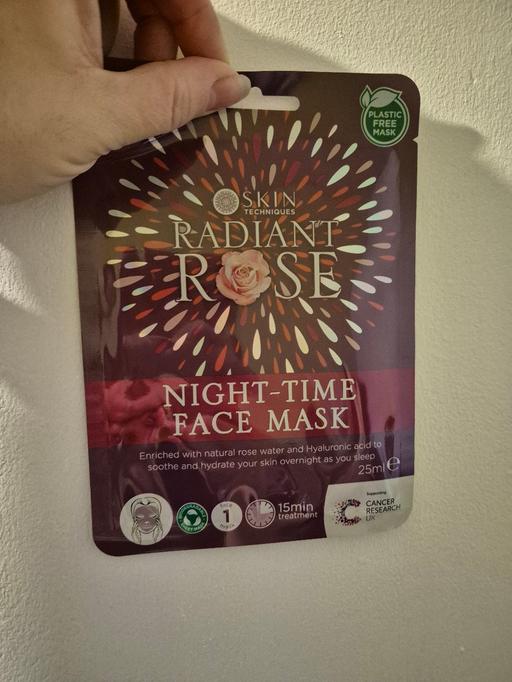 PLASTIC
FREE
MASK
SKIN
TECHNIQUES
RADIANT
ROSE
NIGHT-TIME
FACE MASK
Enriched with natural rose water and Hyaluronic acid to
soothe and hydrate your skin overnight as you sleep
25ml e
1
15min
treatment
Supporting
CANCER
RESEARCH
UK